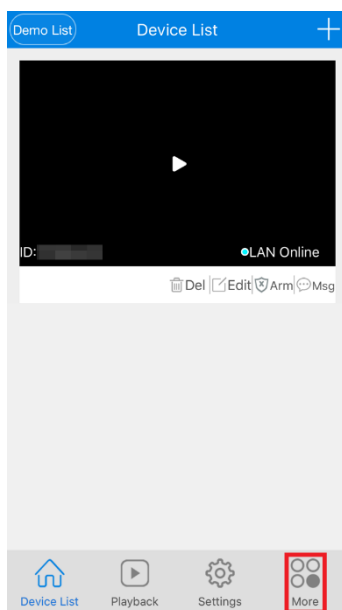 Demo List Device List
ID: LAN Online
Del Edit Arm Msg
Device List Playback Settings More